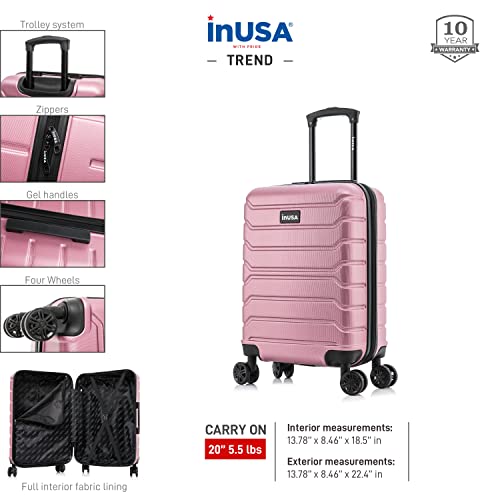 Trolley system
Zippers
Gel handles
Four Wheels
Full interior fabric lining
inUSA®
WITH PRIDE
TREND
10
YEAR
WARRANTY
inUSA
CARRY ON
20" 5.5 lbs
Interior measurements:
13.78" x 8.46" x 18.5" in
Exterior measurements:
13.78" x 8.46" x 22.4" in